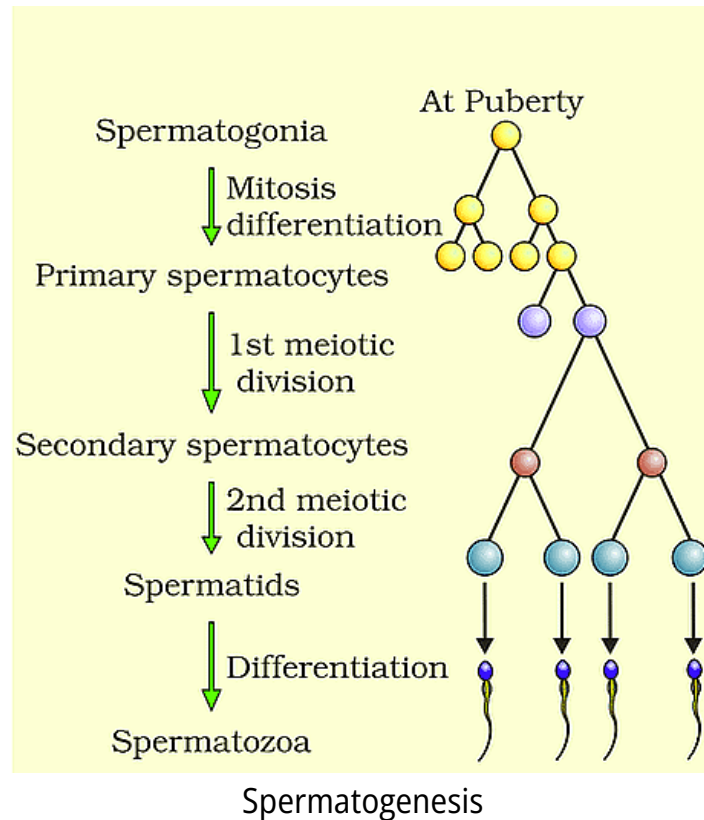 At Puberty
Spermatogonia
Mitosis
differentiation
Primary spermatocytes
1st meiotic
division
Secondary spermatocytes
2nd meiotic
division
Spermatids
Differentiation
Spermatozoa
Spermatogenesis